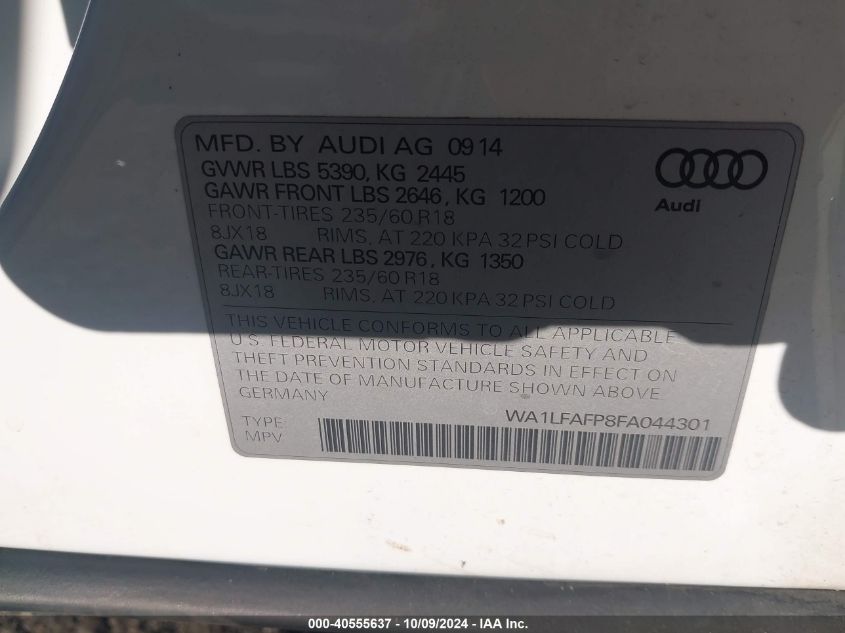 MFD. BY AUDI AG 09 14
GVWR LBS 5390, KG 2445
GAWR FRONT LBS 2646, KG 1200
FRONT-TIRES 235/60 R18
8JX18 RIMS, AT 220 KPA 32 PSI COLD
GAWR REAR LBS 2976, KG 1350
REAR-TIRES 235/60 R18
8JX18 RIMS, AT 220 KPA 32 PSI COLD
Audi
THIS VEHICLE CONFORMS TO ALL APPLICABLE
U.S. FEDERAL MOTOR VEHICLE SAFETY AND
THEFT PREVENTION STANDARDS IN EFFECT ON
THE DATE OF MANUFACTURE SHOWN ABOVE
GERMANY
WA1LFAFP8FA044301
TYPE:
MPV
000-40555637 - 10/09/2024 - IAA Inc.